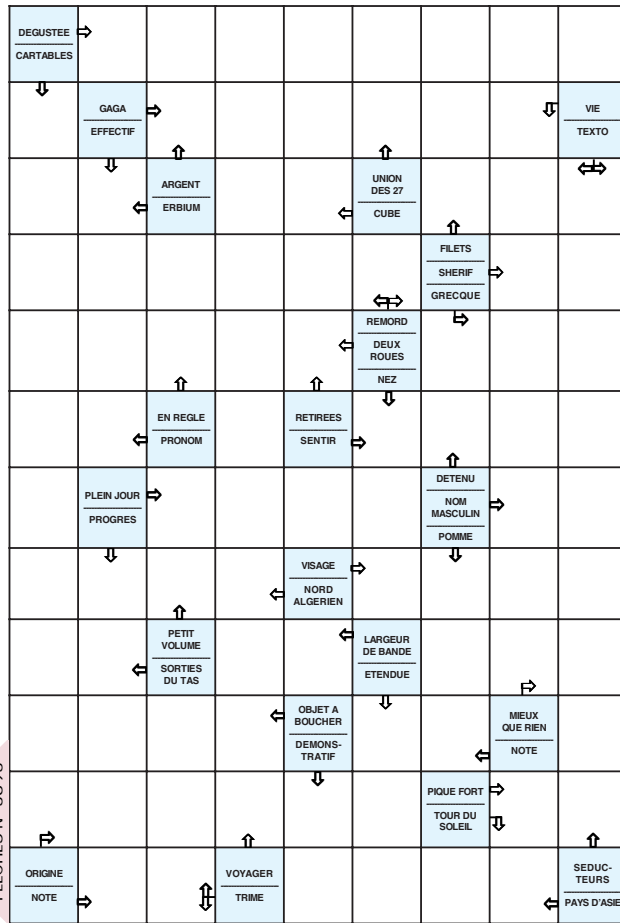 DEGUSTEE
CARTABLES
GAGA
EFFECTIF
VIE
TEXTO
ARGENT
ERBIUM
UNION
DES 27
CUBE
FILETS
SHERIF
GRECQUE
REMORD
DEUX
ROUES
NEZ
EN REGLE
PRONOM
RETIREES
SENTIR
PLEIN JOUR
PROGRES
DETENU
NOM
MASCULIN
POMME
VISAGE
NORD
ALGERIEN
PETIT
VOLUME
SORTIES
DU TAS
LARGEUR
DE BANDE
ETENDUE
OBJET A
BOUCHER
DEMONS-
TRATIF
MIEUX
QUE RIEN
NOTE
PIQUE FORT
TOUR DU
SOLEIL
ORIGINE
NOTE
VOYAGER
TRIME
SEDUC-
TEURS
PAYS D'ASIE